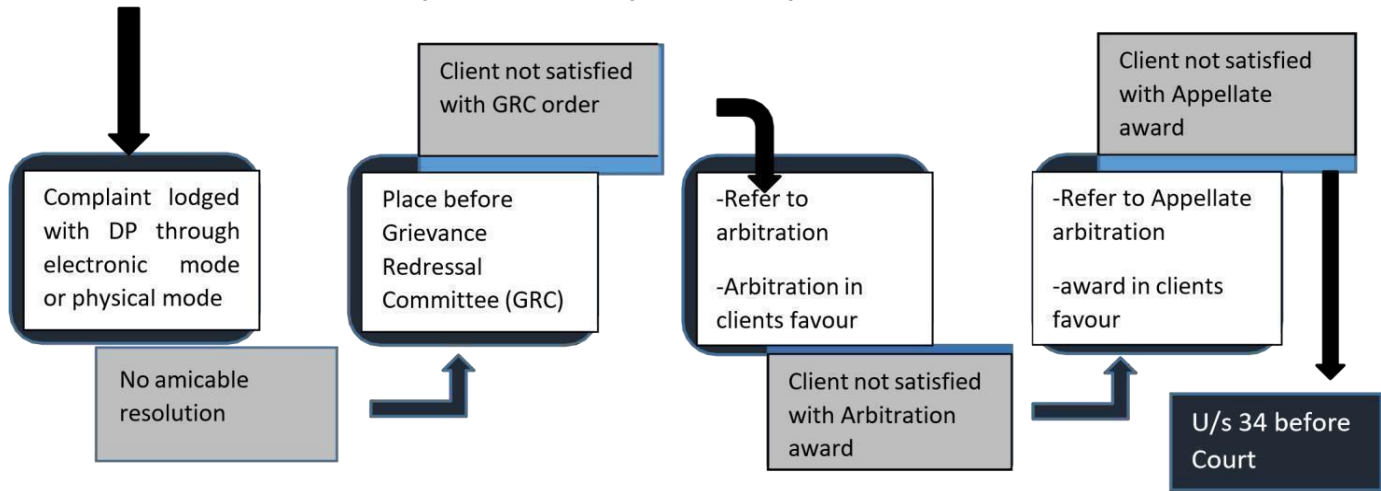 Complaint lodged
with DP through
electronic mode
or physical mode
No amicable
resolution
Place before
Grievance
Redressal
Committee (GRC)
Client not satisfied
with GRC order
-Refer to
arbitration
-Arbitration in
clients favour
Client not satisfied
with Arbitration
award
-Refer to Appellate
arbitration
-award in clients
favour
Client not satisfied
with Appellate
award
U/s 34 before
Court